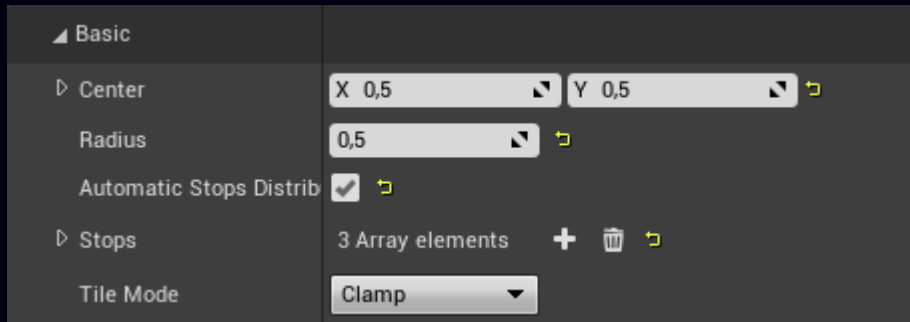 Basic
Center X 0,5 Y 0,5
Radius 0,5
Automatic Stops Distrib
Stops 3 Array elements
Tile Mode Clamp